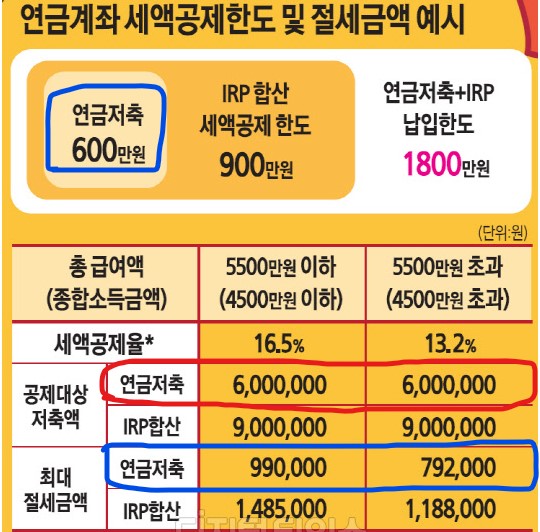 연금계좌 세액공제한도 및 절세금액 예시
연금저축
600만원
IRP 합산
세액공제 한도
900만원
연금저축+IRP
납입한도
1800만원
(단위:원)
총 급여액
(종합소득금액)
5500만원 이하
(4500만원 이하)
5500만원 초과
(4500만원 초과)
세액공제율* 16.5% 13.2%
공제대상
저축액
연금저축 6,000,000 6,000,000
IRP합산 9,000,000 9,000,000
최대
절세금액
연금저축 990,000 792,000
IRP합산 1,485,000 1,188,000